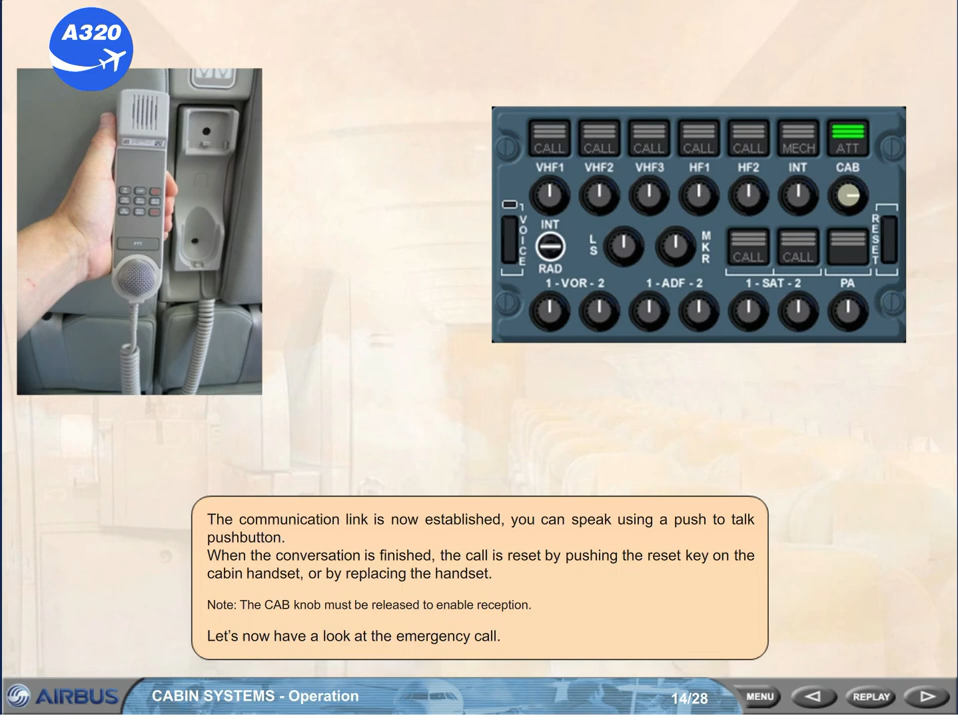 A320
PTT
CALL CALL CALL CALL CALL MECH ATT
VHF1 VHF2 VHF3 HF1 HF2 INT CAB
VOICE
INT
RAD
LS
MKR
CALL CALL
RESET
1 - VOR - 2 1 - ADF - 2 1 - SAT - 2 PA
The communication link is now established, you can speak using a push to talk
pushbutton.
When the conversation is finished, the call is reset by pushing the reset key on the
cabin handset, or by replacing the handset.
Note: The CAB knob must be released to enable reception.
Let's now have a look at the emergency call.
AIRBUS CABIN SYSTEMS - Operation 14/28 MENU REPLAY